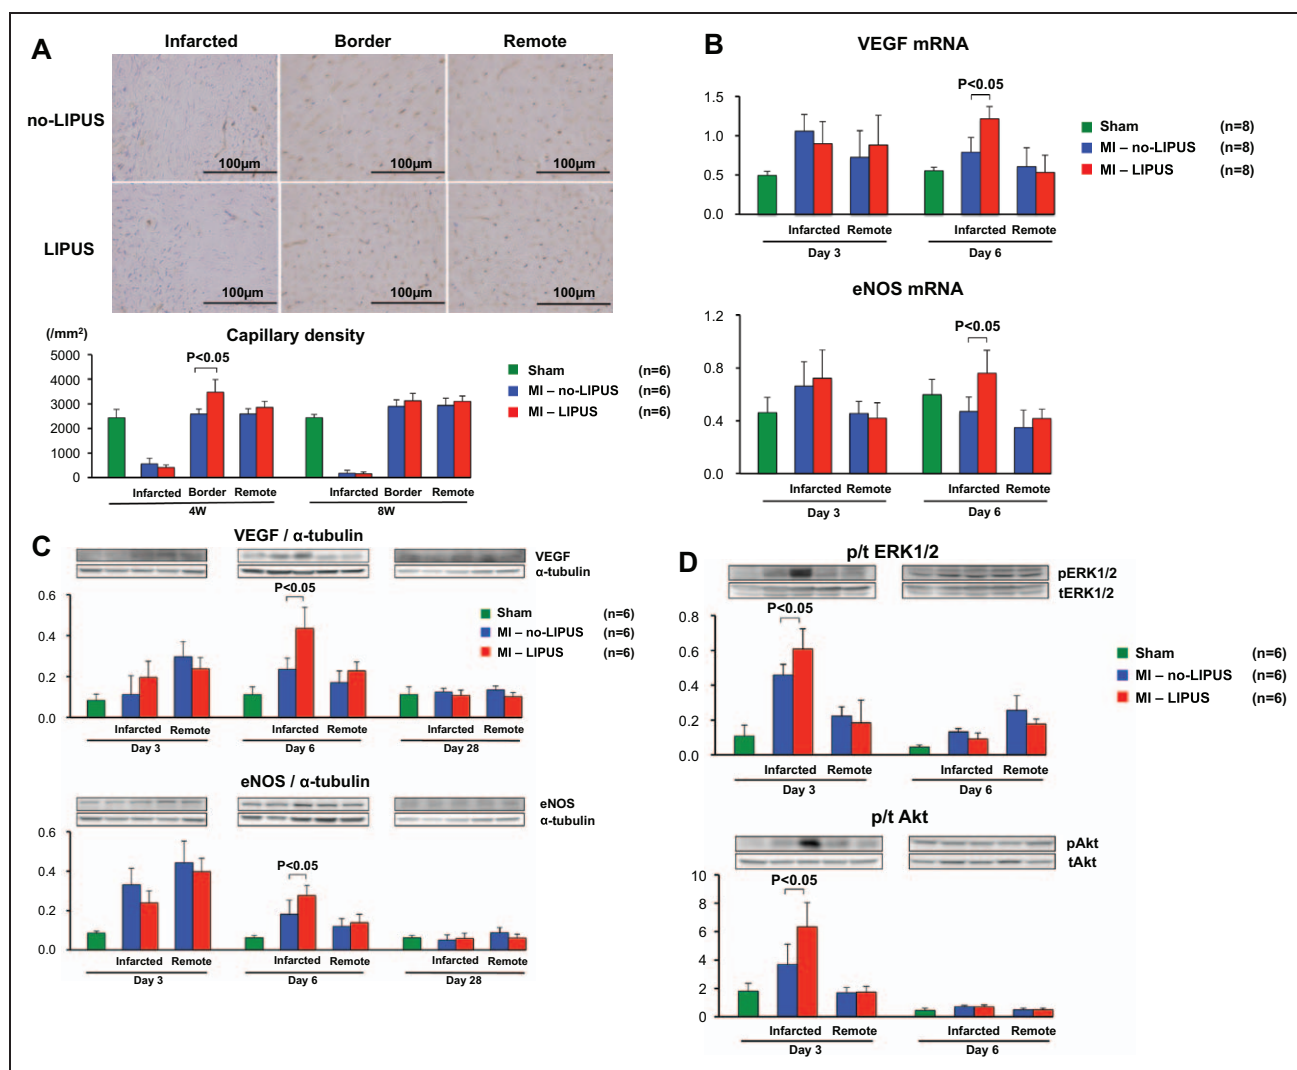 A
Infarcted Border Remote
no-LIPUS
100µm 100µm 100µm
LIPUS
100µm 100µm 100µm
(/mm²)
Capillary density
5000
4000
3000
2000
1000
0
P<0.05
Infarcted Border Remote Infarcted Border Remote
4W 8W
Sham (n=6)
MI – no-LIPUS (n=6)
MI – LIPUS (n=6)
B
VEGF mRNA
P<0.05
1.5
1.0
0.5
0.0
Infarcted Remote Infarcted Remote
Day 3 Day 6
Sham (n=8)
MI – no-LIPUS (n=8)
MI – LIPUS (n=8)
eNOS mRNA
1.2
0.8
0.4
0.0
P<0.05
Infarcted Remote Infarcted Remote
Day 3 Day 6
C
VEGF / α-tubulin
VEGF
α-tubulin
0.6
0.4
0.2
0.0
P<0.05
Sham (n=6)
MI – no-LIPUS (n=6)
MI – LIPUS (n=6)
Infarcted Remote Infarcted Remote Infarcted Remote
Day 3 Day 6 Day 28
eNOS / α-tubulin
eNOS
α-tubulin
0.6
0.4
0.2
0.0
P<0.05
Infarcted Remote Infarcted Remote Infarcted Remote
Day 3 Day 6 Day 28
D
p/t ERK1/2
pERK1/2
tERK1/2
P<0.05
0.8
0.6
0.4
0.2
0.0
Sham (n=6)
MI – no-LIPUS (n=6)
MI – LIPUS (n=6)
Infarcted Remote Infarcted Remote
Day 3 Day 6
p/t Akt
pAkt
tAkt
10
8
6
4
2
0
P<0.05
Infarcted Remote Infarcted Remote
Day 3 Day 6